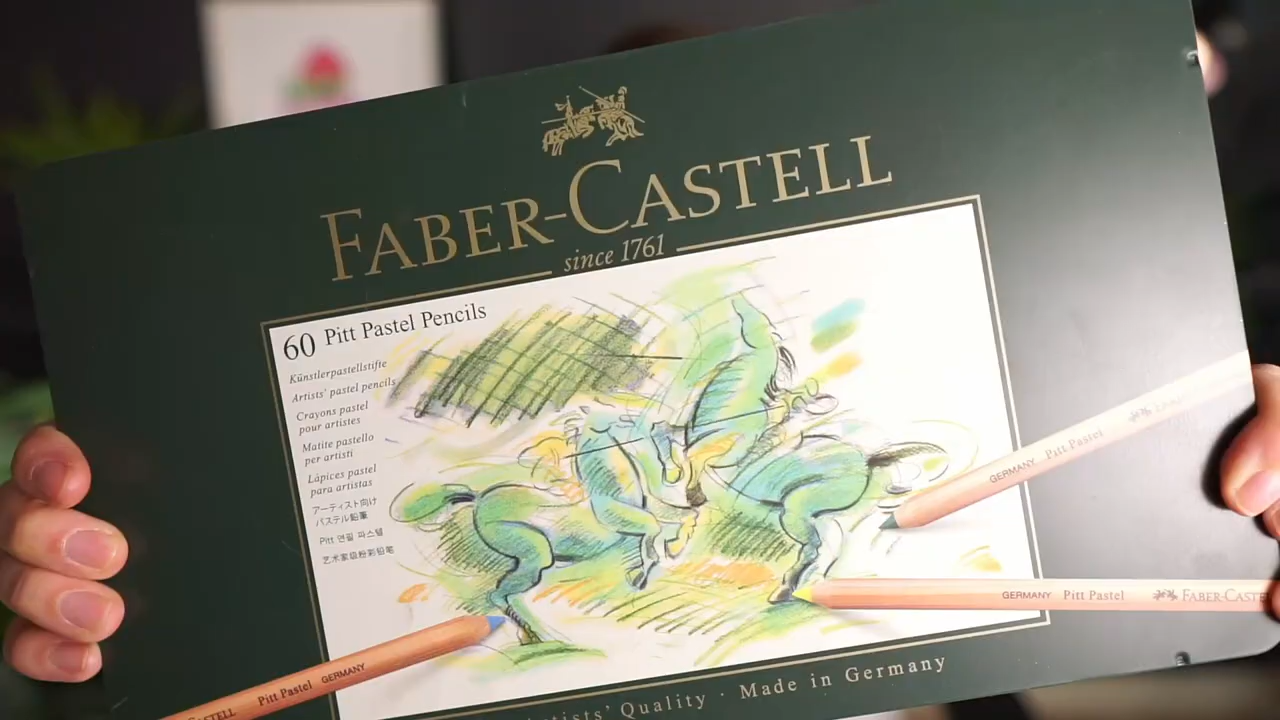 FABER-CASTELL
since 1761
60 Pitt Pastel Pencils
Künstlerpastellstifte
Artists' pastel pencils
Crayons pastel
pour artistes
Matite pastello
per artisti
Lápices pastel
para artistas
アーティスト向け
パステル鉛筆
Pitt 연필 파스텔
艺术家级粉彩铅笔
GERMANY Pitt Pastel
GERMANY Pitt Pastel FABER-CASTE
CASTELL Pitt Pastel GERMANY
Artists' Quality · Made in Germany